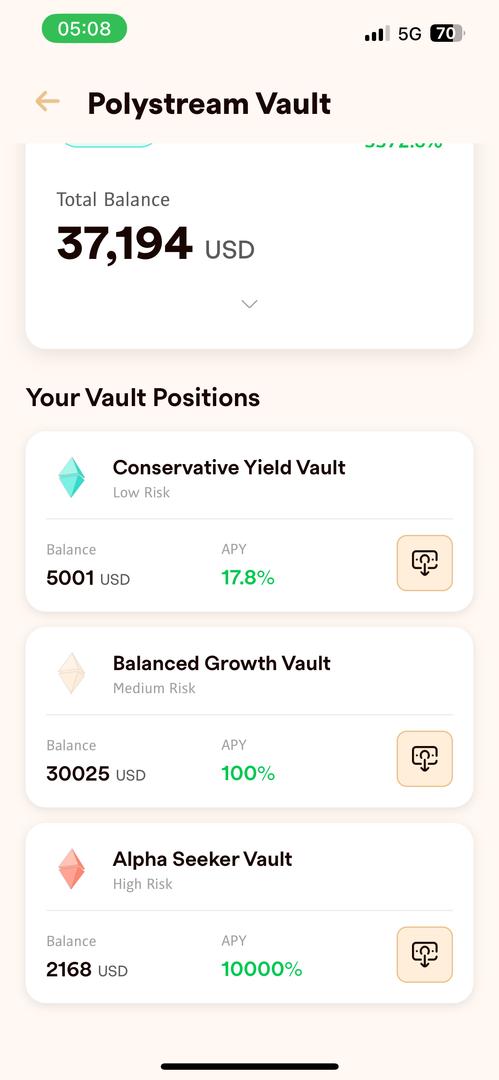 05:08
5G
70
Polystream Vault
Total Balance
37,194 USD
Your Vault Positions
Conservative Yield Vault
Low Risk
Balance
APY
5001 USD
17.8%
Balanced Growth Vault
Medium Risk
Balance
APY
30025 USD
100%
Alpha Seeker Vault
High Risk
Balance
APY
2168 USD
10000%